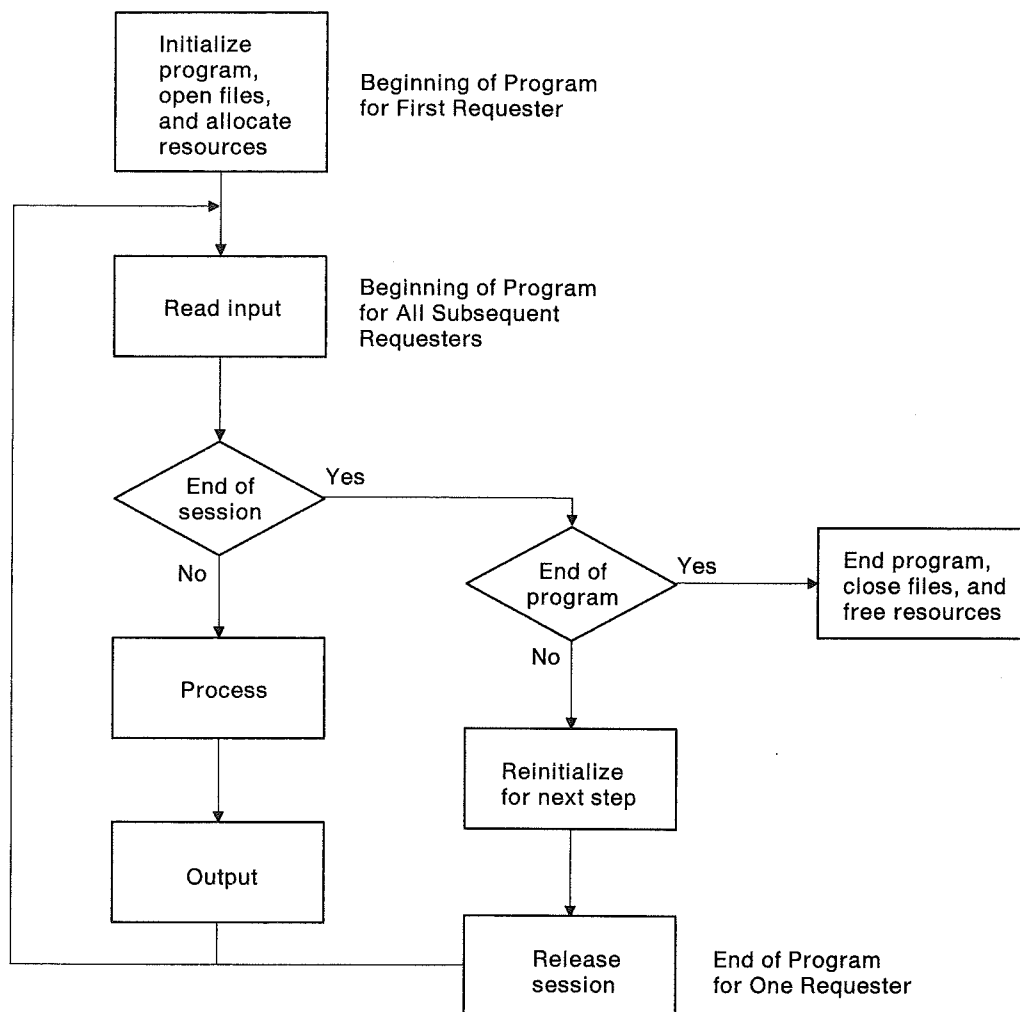 Initialize
program,
open files,
and allocate
resources
Beginning of Program
for First Requester
Read input
Beginning of Program
for All Subsequent
Requesters
End of
session
Yes
No
End of
program
Yes
No
End program,
close files, and
free resources
Process
Reinitialize
for next step
Output
Release
session
End of Program
for One Requester